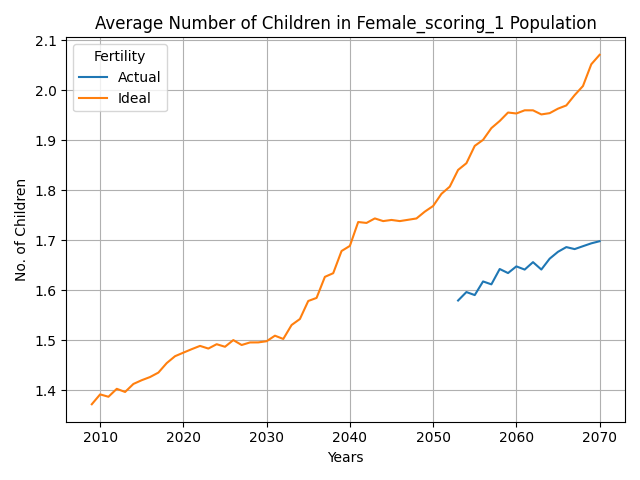 Average Number of Children in Female_scoring_1 Population
Fertility
Actual
Ideal
No. of Children
2.1
2.0
1.9
1.8
1.7
1.6
1.5
1.4
2010 2020 2030 2040 2050 2060 2070
Years